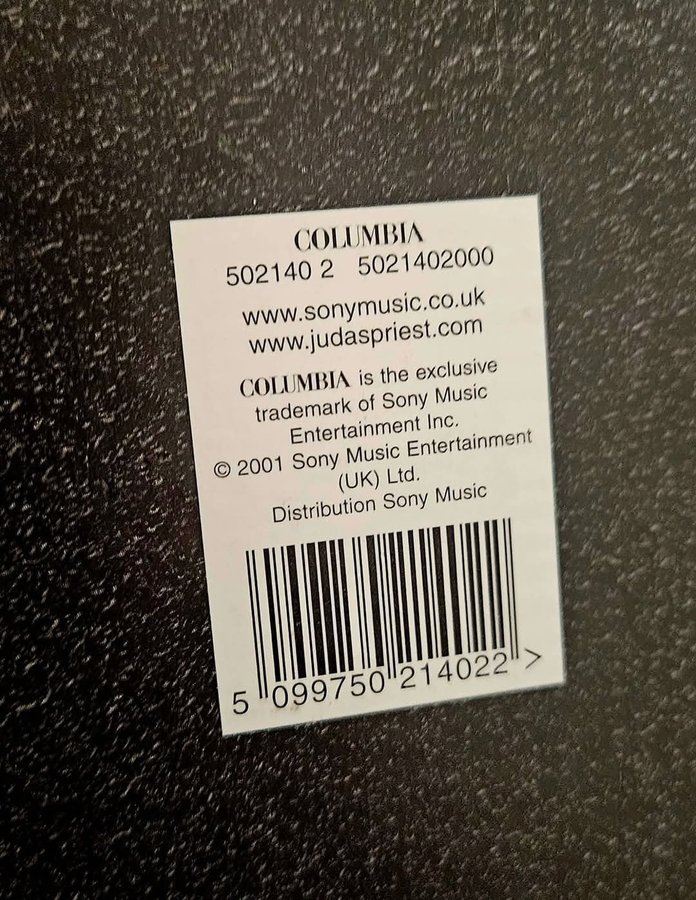 COLUMBIA
502140 2 5021402000
www.sonymusic.co.uk
www.judaspriest.com
COLUMBIA is the exclusive
trademark of Sony Music
Entertainment Inc.
© 2001 Sony Music Entertainment
(UK) Ltd.
Distribution Sony Music
5 099750 214022 >